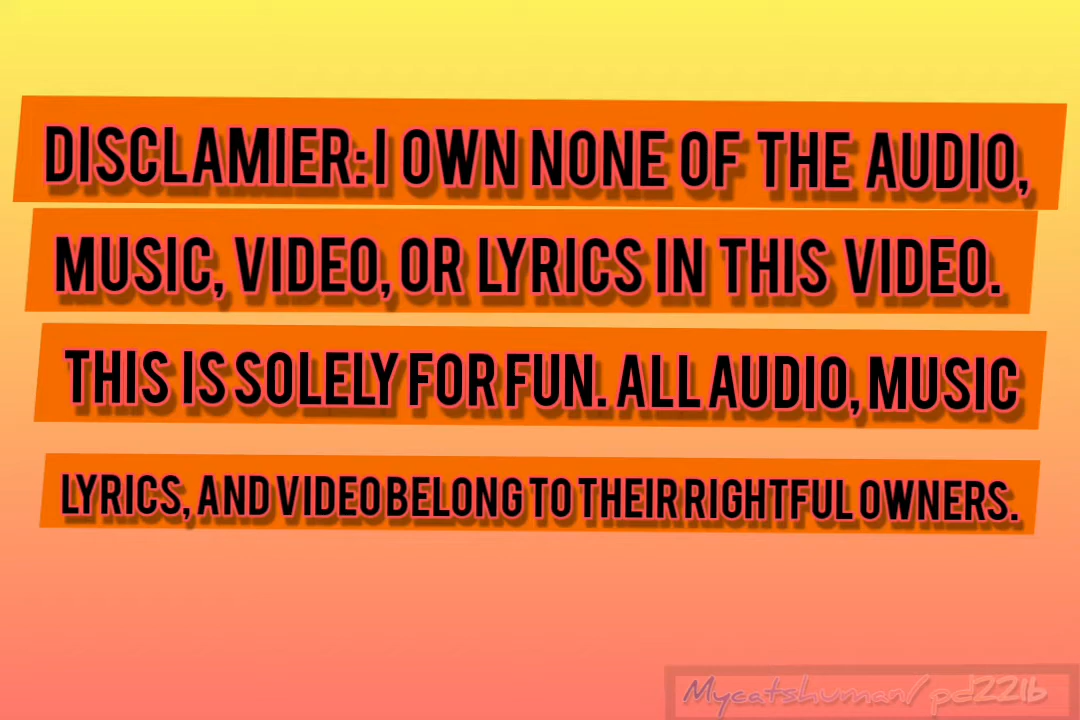 DISCLAMIER: I OWN NONE OF THE AUDIO,
MUSIC, VIDEO, OR LYRICS IN THIS VIDEO.
THIS IS SOLELY FOR FUN. ALL AUDIO, MUSIC
LYRICS, AND VIDEO BELONG TO THEIR RIGHTFUL OWNERS.
Mycatshuman/pd221b